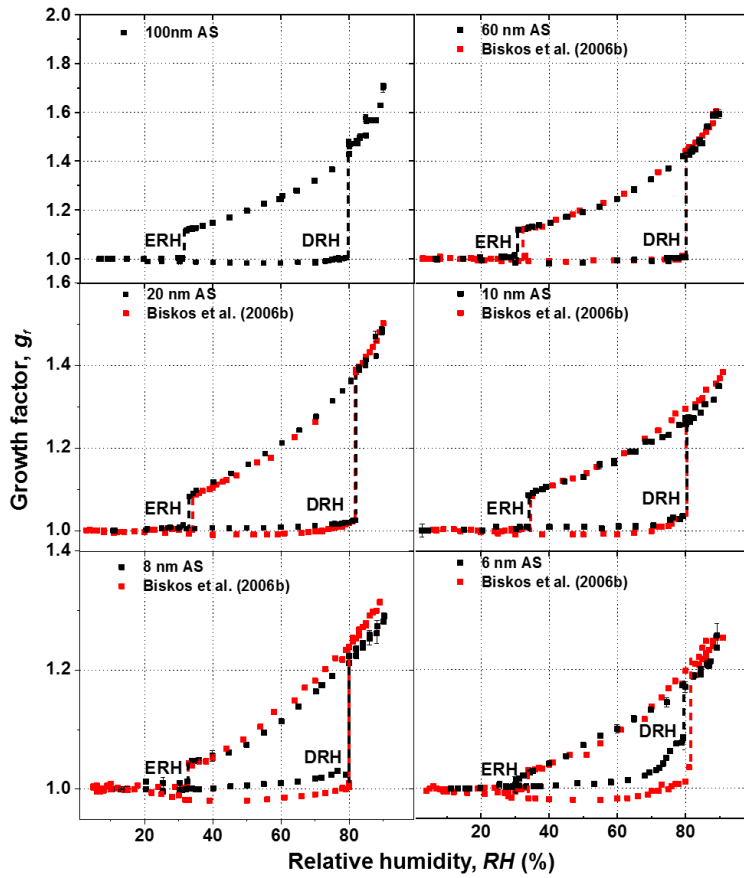 100nm AS
2.0
1.8
1.6
1.4
1.2
1.0
ERH
DRH
60 nm AS
Biskos et al. (2006b)
ERH
DRH
20 nm AS
Biskos et al. (2006b)
1.6
1.4
1.2
1.0
ERH
DRH
10 nm AS
Biskos et al. (2006b)
ERH
DRH
8 nm AS
Biskos et al. (2006b)
1.4
1.2
1.0
ERH
DRH
6 nm AS
Biskos et al. (2006b)
ERH
DRH
20 40 60 80
20 40 60 80
Growth factor, gf
Relative humidity, RH (%)